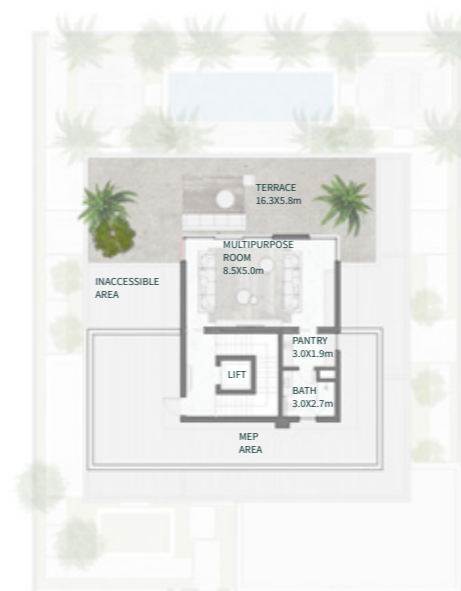 TERRACE
16.3X5.8m
MULTIPURPOSE
ROOM
8.5X5.0m
INACCESSIBLE
AREA
PANTRY
3.0X1.9m
LIFT
BATH
3.0X2.7m
MEP
AREA